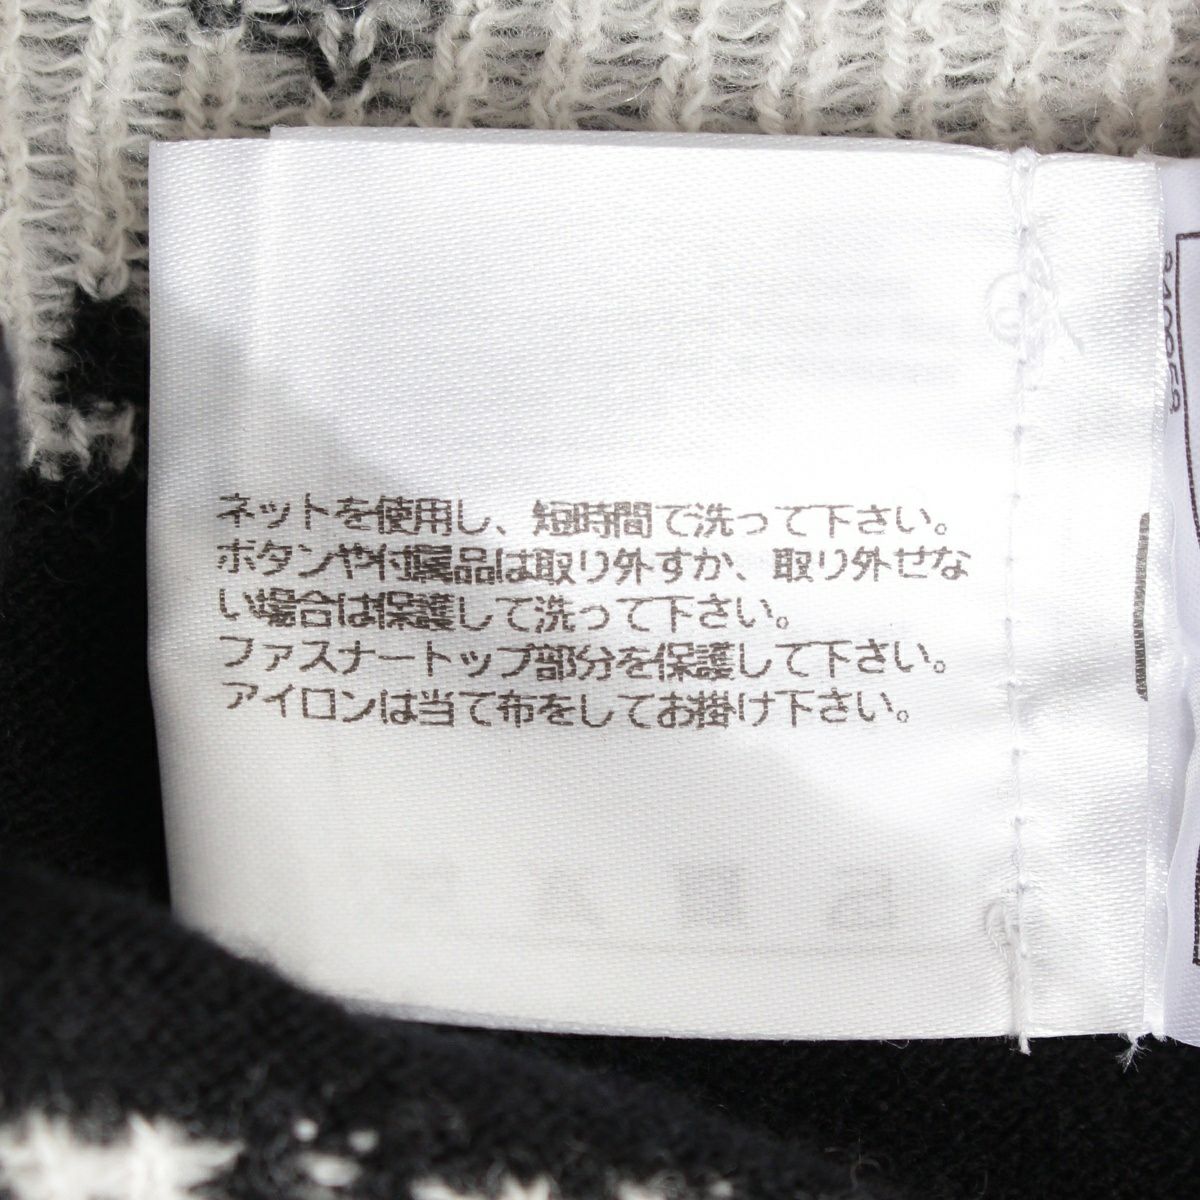 ネットを使用し、短時間で洗って下さい。
ボタンや付属品は取り外すか、取り外せな
い場合は保護して洗って下さい。
ファスナートップ部分を保護して下さい。
アイロンは当て布をしてお掛け下さい。